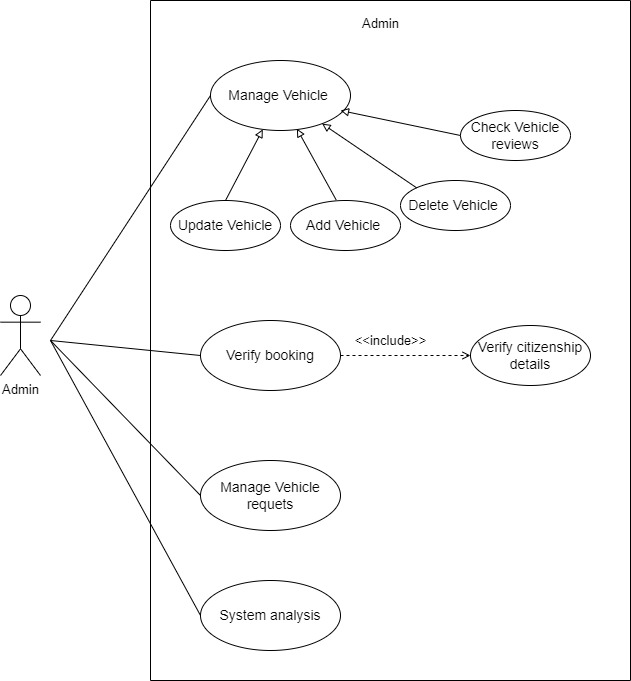 Admin
Manage Vehicle
Check Vehicle
reviews
Update Vehicle
Add Vehicle
Delete Vehicle
Admin
Verify booking
<<include>>
Verify citizenship
details
Manage Vehicle
requets
System analysis